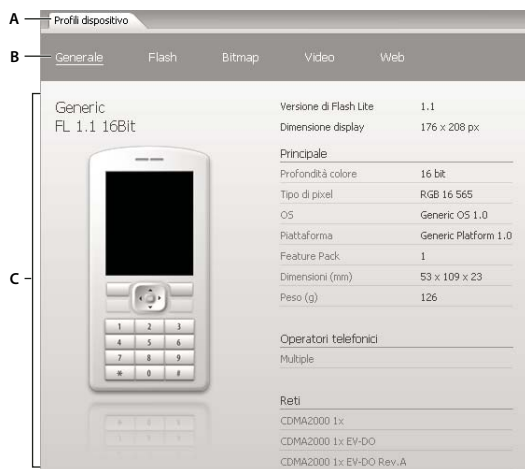 A
Profili dispositivo
B
Generale Flash Bitmap Video Web
C
Generic
FL 1.1 16Bit
1 2 3
4 5 6
7 8 9
* 0 #
Versione di Flash Lite 1.1
Dimensione display 176 x 208 px
Principale
Profondità colore 16 bit
Tipo di pixel RGB 16 565
OS Generic OS 1.0
Piattaforma Generic Platform 1.0
Feature Pack 1
Dimensioni (mm) 53 x 109 x 23
Peso (g) 126
Operatori telefonici
Multiple
Reti
CDMA2000 1x
CDMA2000 1x EV-DO
CDMA2000 1x EV-DO Rev.A